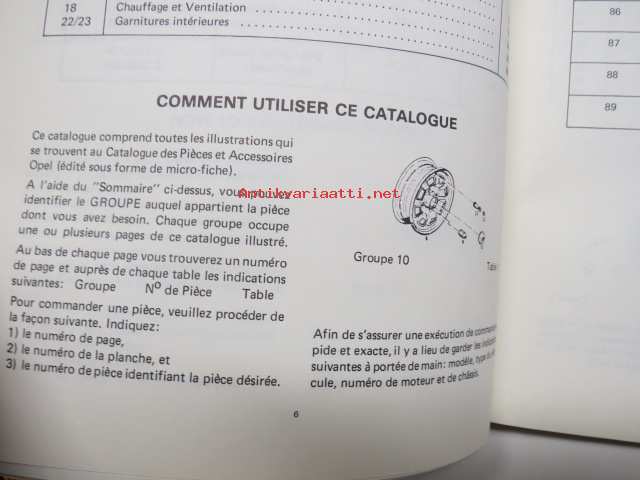 18 Chauffage et Ventilation
22/23 Garnitures intérieures
COMMENT UTILISER CE CATALOGUE
Ce catalogue comprend toutes les illustrations qui
se trouvent au Catalogue des Pièces et Accessoires
Opel (édité sous forme de micro-fiche).
A l'aide du "Sommaire" ci-dessus, vous pouvez
identifier le GROUPE auquel appartient la pièce
dont vous avez besoin. Chaque groupe occupe
une ou plusieurs pages de ce catalogue illustré.
Au bas de chaque page vous trouverez un numéro
de page et auprès de chaque table les indications
suivantes: Groupe Nº de Pièce Table
Pour commander une pièce, veuillez procéder de
la façon suivante. Indiquez:
1) le numéro de page,
2) le numéro de la planche, et
3) le numéro de pièce identifiant la pièce désirée.
Groupe 10
Table
Afin de s'assurer une exécution de comman
pide et exacte, il y a lieu de garder les indicat
suivantes à portée de main: modèle, type du
cule, numéro de moteur et de châssis.
6
86
87
88
89
Antikvariaatti.net